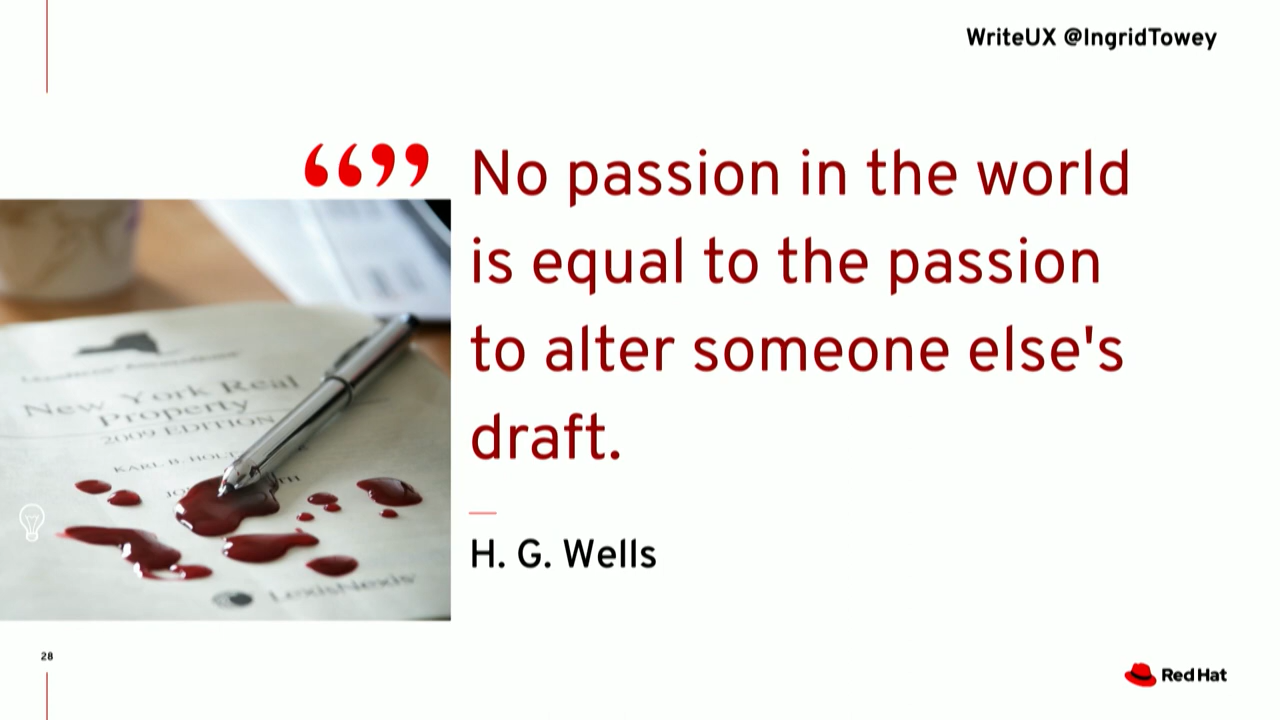 WriteUX @IngridTowey
““”” No passion in the world
is equal to the passion
to alter someone else's
draft.
H. G. Wells
New York Real
Property
2009 EDITION
KARL B.
LexisNexis
28
Red Hat